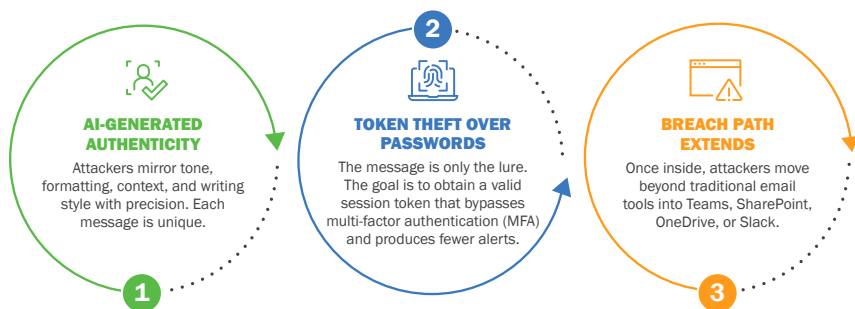 AI-GENERATED
AUTHENTICITY
Attackers mirror tone,
formatting, context, and writing
style with precision. Each
message is unique.
1
2
TOKEN THEFT OVER
PASSWORDS
The message is only the lure.
The goal is to obtain a valid
session token that bypasses
multi-factor authentication (MFA)
and produces fewer alerts.
BREACH PATH
EXTENDS
Once inside, attackers move
beyond traditional email
tools into Teams, SharePoint,
OneDrive, or Slack.
3